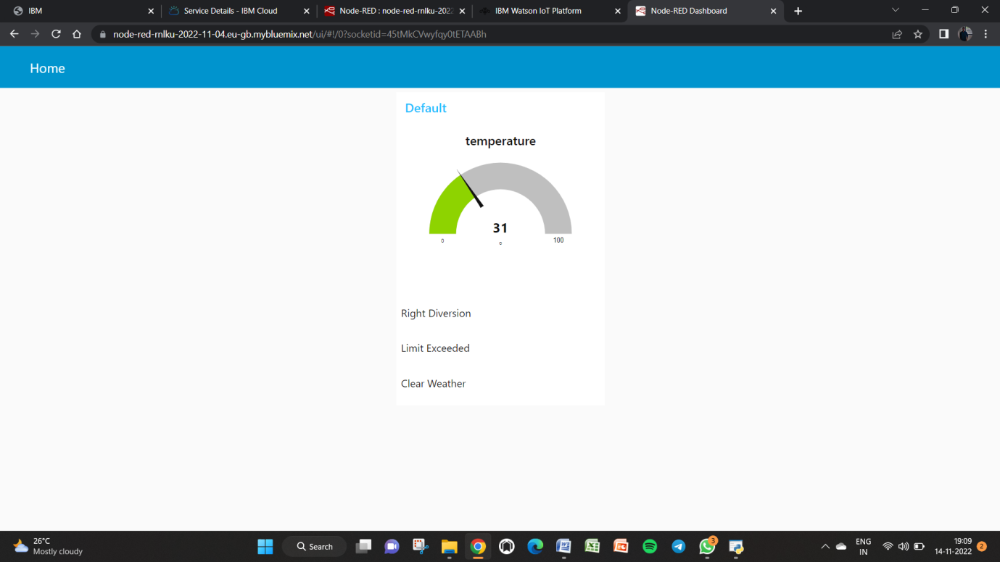 IBM
Service Details - IBM Cloud
Node-RED : node-red-rnlku-2022
IBM Watson IoT Platform
Node-RED Dashboard
node-red-rnlku-2022-11-04.eu-gb.mybluemix.net/ui/#!/0?socketid=45tMkCVwyfqy0tETAABh
Home
Default
temperature
31
0
c
100
Right Diversion
Limit Exceeded
Clear Weather
26°C
Mostly cloudy
Search
3
ENG
IN
19:09
14-11-2022
2